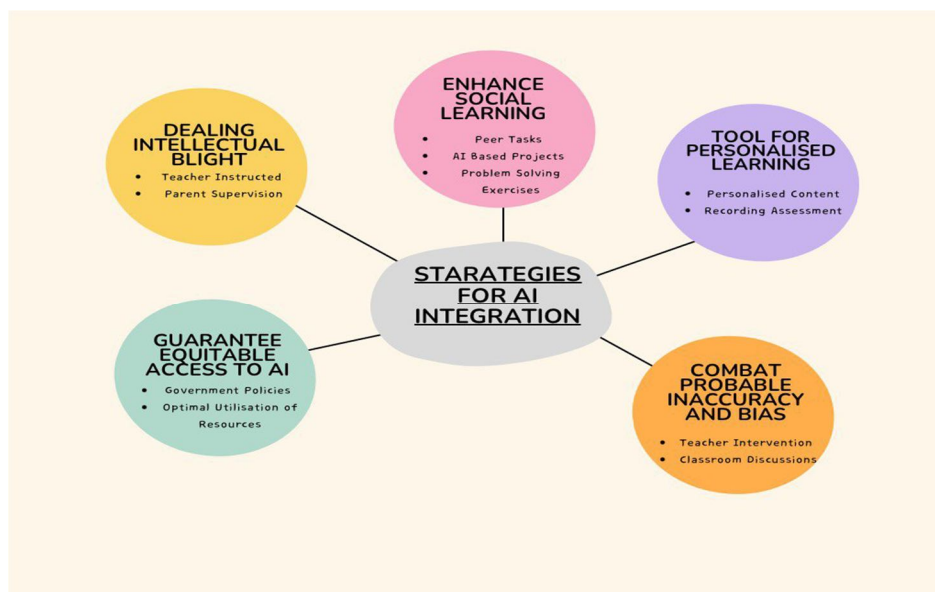 DEALING
INTELLECTUAL
BLIGHT
• Teacher Instructed
• Parent Supervision
ENHANCE
SOCIAL
LEARNING
• Peer Tasks
• AI Based Projects
• Problem Solving
Exercises
TOOL FOR
PERSONALISED
LEARNING
• Personalised Content
• Recording Assessment
STARATEGIES
FOR AI
INTEGRATION
GUARANTEE
EQUITABLE
ACCESS TO AI
• Government Policies
• Optimal Utilisation of
Resources
COMBAT
PROBABLE
INACCURACY
AND BIAS
• Teacher Intervention
• Classroom Discussions